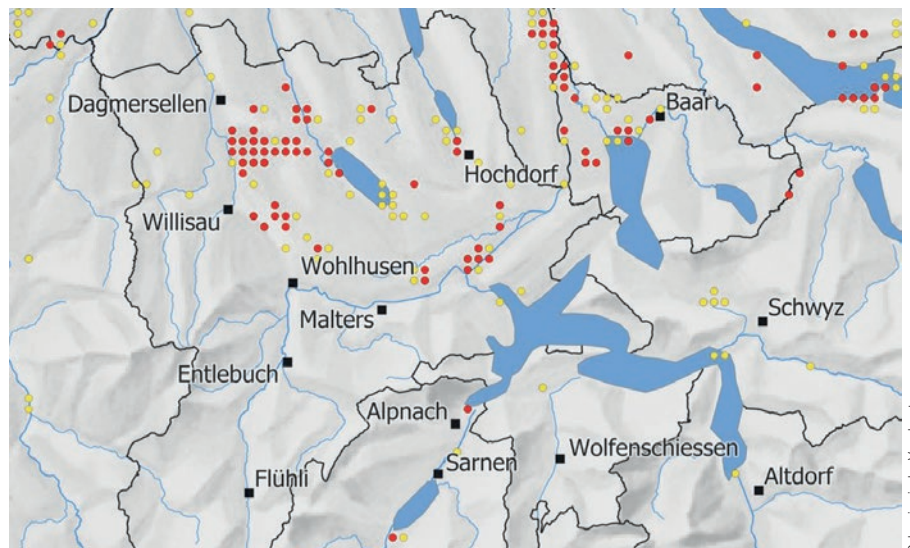 Dagmersellen
Baar
Hochdorf
Willisau
Wohlhusen
Malters
Schwyz
Entlebuch
Alpnach
Wolfenschiessen
Sarnen
Flühli
Altdorf